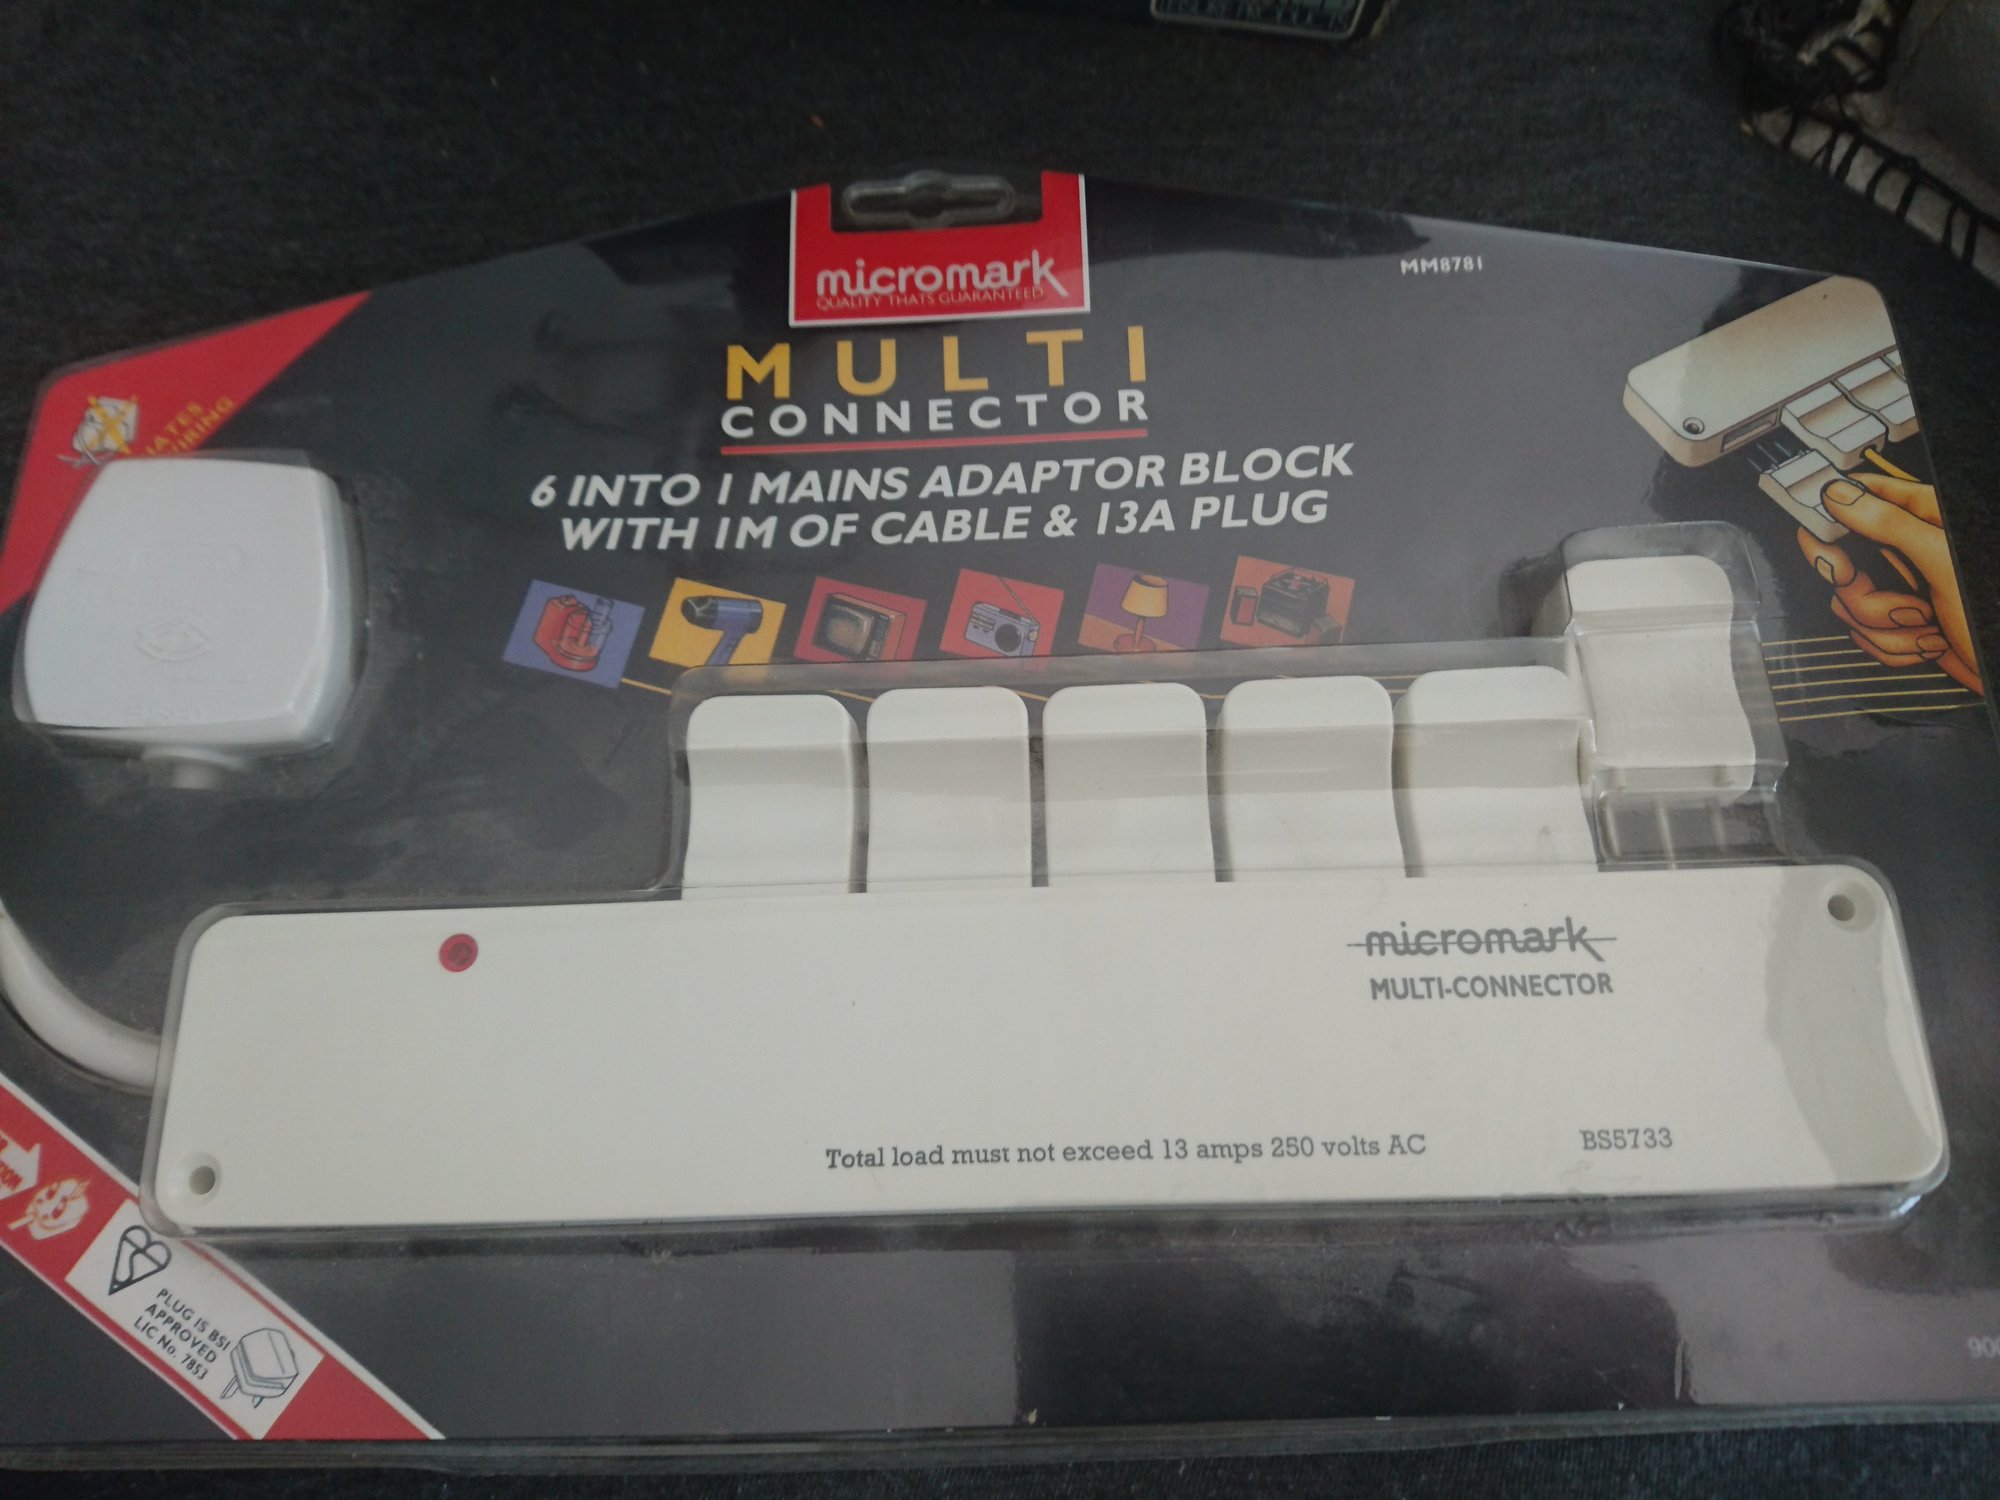 micromark
QUALITY THATS GUARANTEED
MM8781
MULTI
CONNECTOR
6 INTO 1 MAINS ADAPTOR BLOCK
WITH 1M OF CABLE & 13A PLUG
micromark
MULTI-CONNECTOR
Total load must not exceed 13 amps 250 volts AC
BS5733
PLUG IS BSI
APPROVED
LIC No. 7853